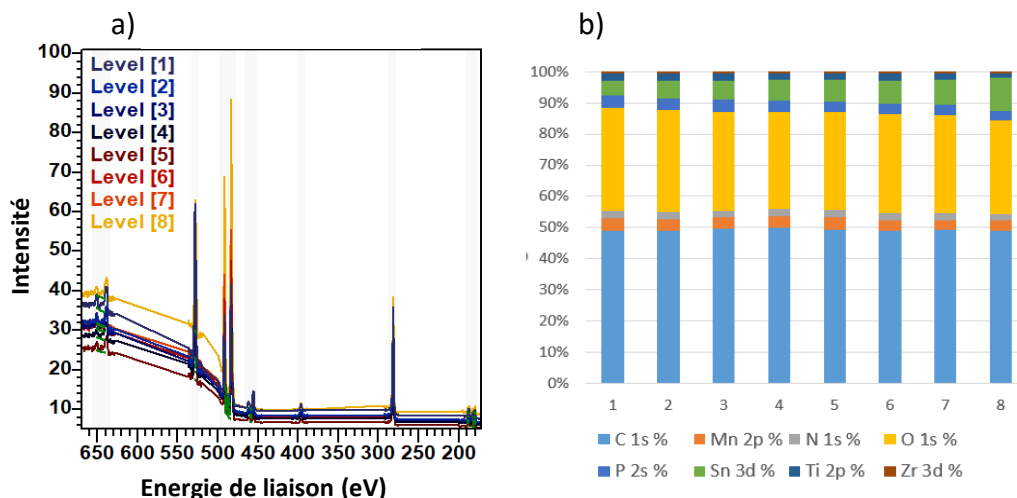 a)
100
90
80
70
60
50
40
30
20
10
Intensité
Level [1]
Level [2]
Level [3]
Level [4]
Level [5]
Level [6]
Level [7]
Level [8]
650 600 550 500 450 400 350 300 250 200
Energie de liaison (eV)
b)
100%
90%
80%
70%
60%
50%
40%
30%
20%
10%
0%
1 2 3 4 5 6 7 8
C 1s % Mn 2p % N 1s % O 1s %
P 2s % Sn 3d % Ti 2p % Zr 3d %